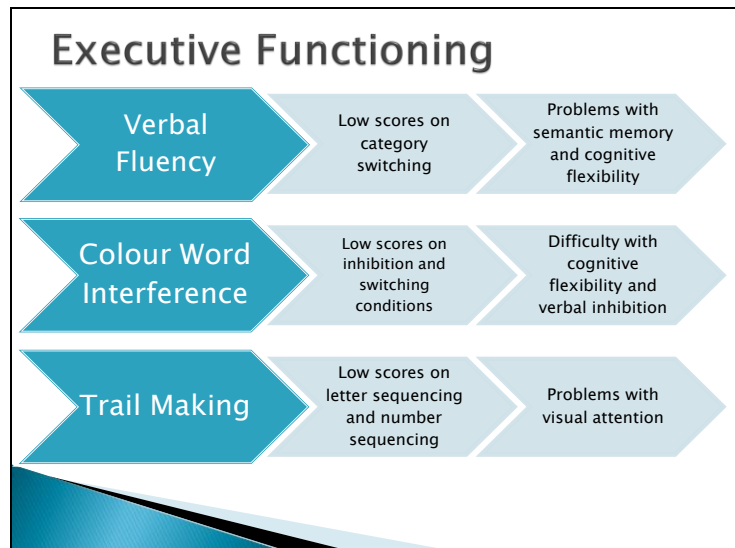 Executive Functioning
Verbal
Fluency
Low scores on
category
switching
Problems with
semantic memory
and cognitive
flexibility
Colour Word
Interference
Low scores on
inhibition and
switching
conditions
Difficulty with
cognitive
flexibility and
verbal inhibition
Trail Making
Low scores on
letter sequencing
and number
sequencing
Problems with
visual attention